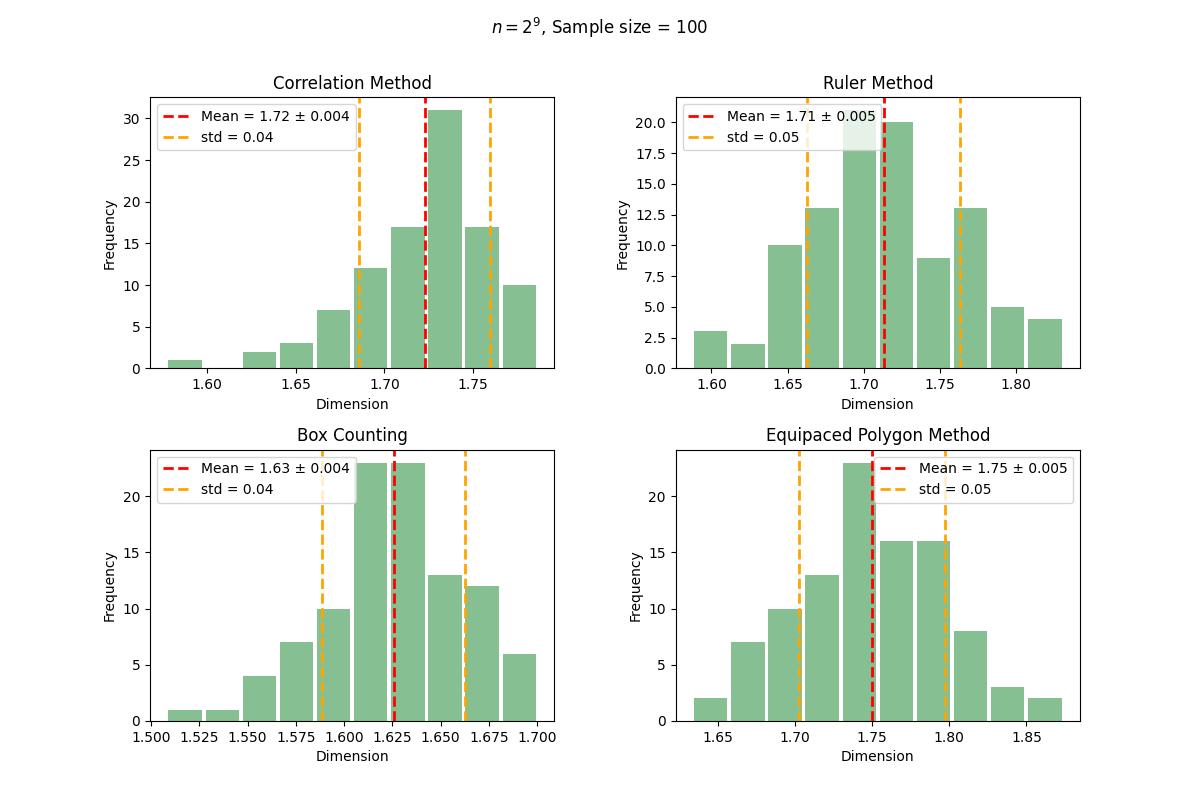 n = 2⁹, Sample size = 100
Correlation Method
Mean = 1.72 ± 0.004
std = 0.04
30
25
20
15
10
5
0
Frequency
1.60 1.65 1.70 1.75
Dimension
Ruler Method
Mean = 1.71 ± 0.005
std = 0.05
20.0
17.5
15.0
12.5
10.0
7.5
5.0
2.5
0.0
Frequency
1.60 1.65 1.70 1.75 1.80
Dimension
Box Counting
Mean = 1.63 ± 0.004
std = 0.04
20
15
10
5
0
Frequency
1.500 1.525 1.550 1.575 1.600 1.625 1.650 1.675 1.700
Dimension
Equipaced Polygon Method
Mean = 1.75 ± 0.005
std = 0.05
20
15
10
5
0
Frequency
1.65 1.70 1.75 1.80 1.85
Dimension